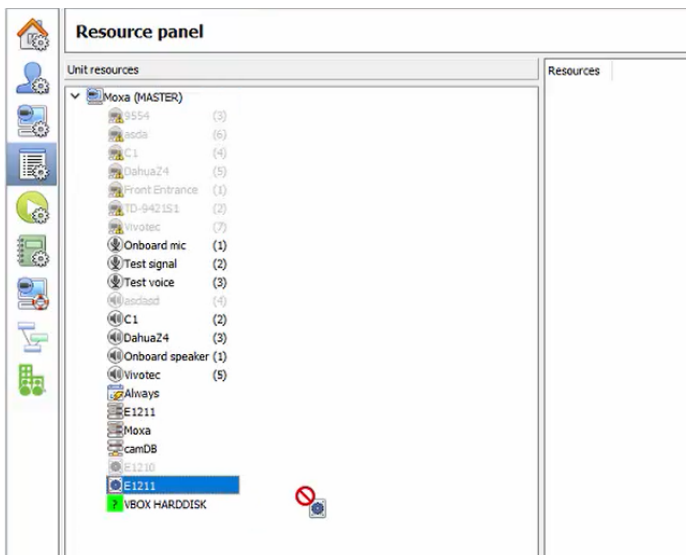 Resource panel
Unit resources
Resources
Moxa (MASTER)
9554 (3)
asda (6)
C1 (4)
DahuaZ4 (5)
Front Entrance (1)
TD-9421S1 (2)
Vivotec (7)
Onboard mic (1)
Test signal (2)
Test voice (3)
asdasd (4)
C1 (2)
DahuaZ4 (3)
Onboard speaker (1)
Vivotec (5)
Always
E1211
Moxa
camDB
E1210
E1211
? VBOX HARDDISK